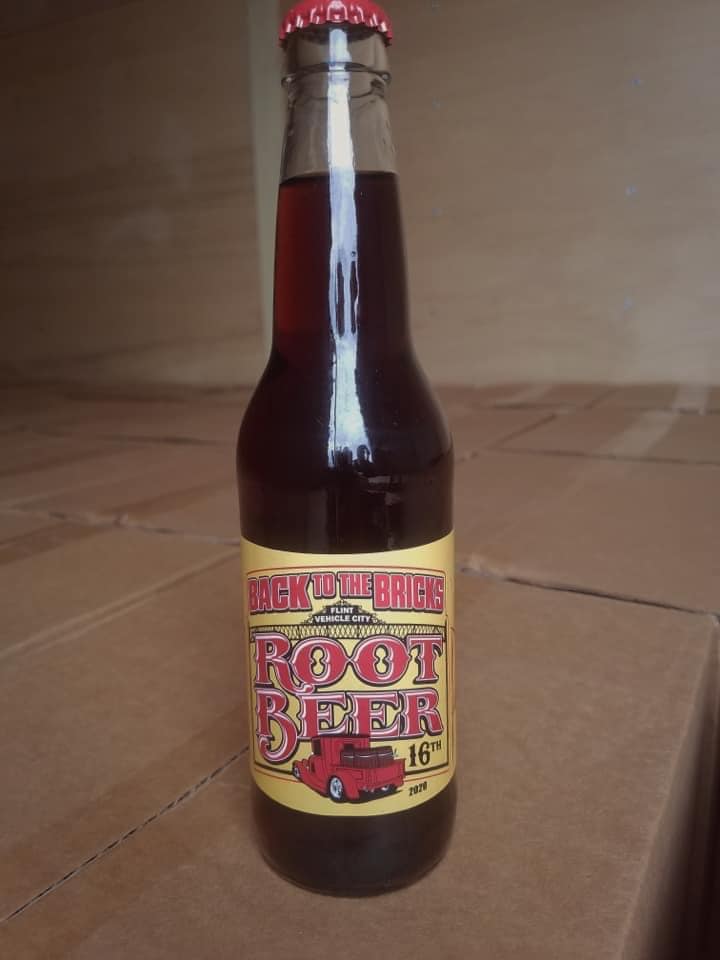 BACK TO THE BRICKS
FLINT
VEHICLE CITY
ROOT
BEER
16TH
2020